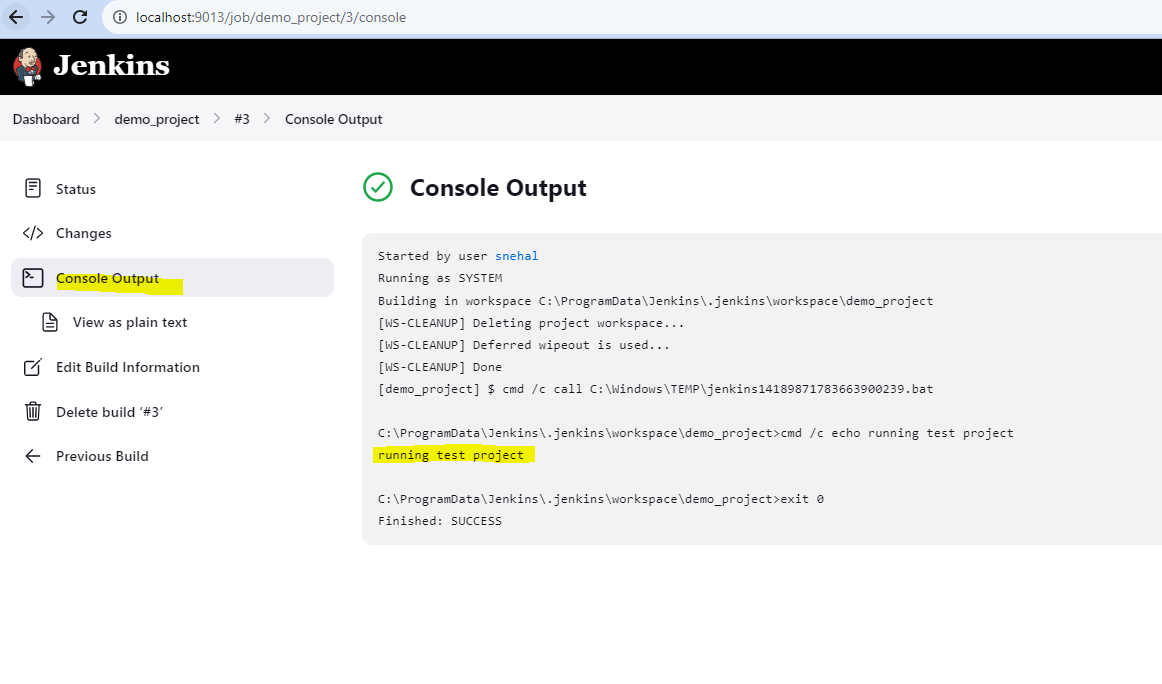 localhost:9013/job/demo_project/3/console
Jenkins
Dashboard > demo_project > #3 > Console Output
Status
Changes
Console Output
View as plain text
Edit Build Information
Delete build ‘#3’
Previous Build
Console Output
Started by user snehal
Running as SYSTEM
Building in workspace C:\ProgramData\Jenkins\.jenkins\workspace\demo_project
[WS-CLEANUP] Deleting project workspace...
[WS-CLEANUP] Deferred wipeout is used...
[WS-CLEANUP] Done
[demo_project] $ cmd /c call C:\Windows\TEMP\jenkins14189871783663900239.bat
C:\ProgramData\Jenkins\.jenkins\workspace\demo_project>cmd /c echo running test project
running test project
C:\ProgramData\Jenkins\.jenkins\workspace\demo_project>exit 0
Finished: SUCCESS